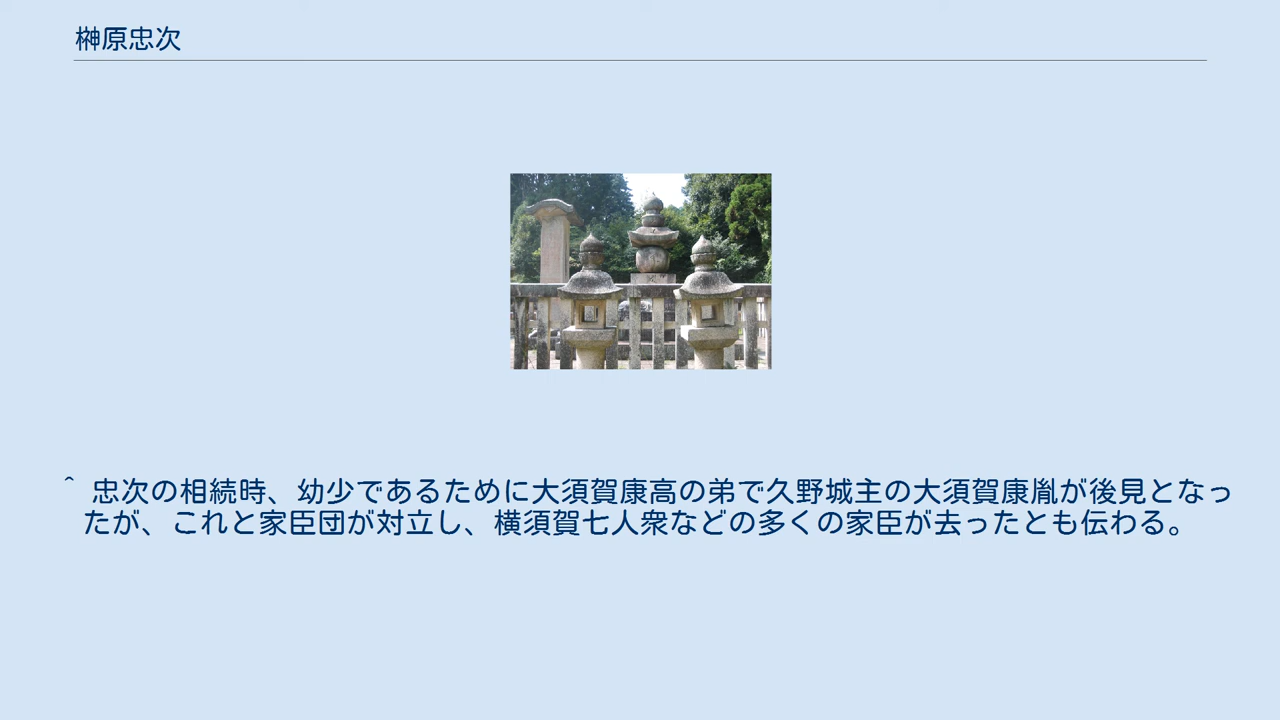 榊原忠次
^ 忠次の相続時、幼少であるために大須賀康高の弟で久野城主の大須賀康胤が後見となっ
たが、これと家臣団が対立し、横須賀七人衆などの多くの家臣が去ったとも伝わる。